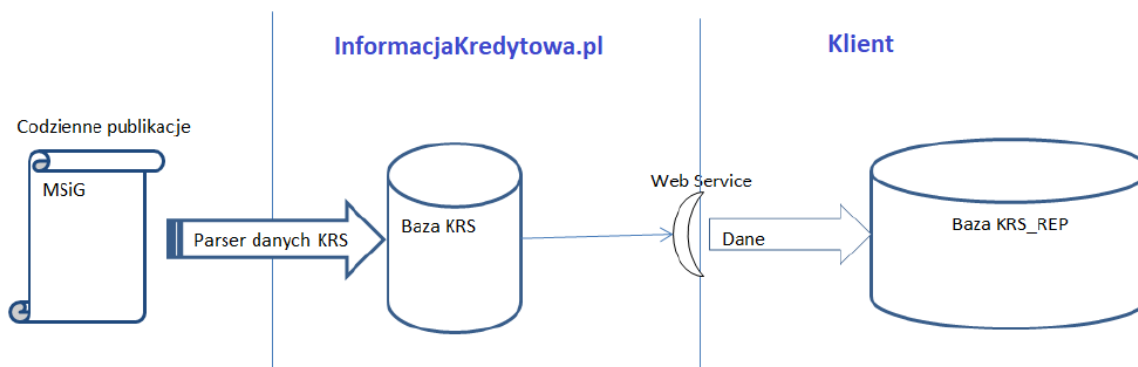 InformacjaKredytowa.pl
Klient
Codzienne publikacje
MSiG
Parser danych KRS
Baza KRS
Web Service
Dane
Baza KRS_REP